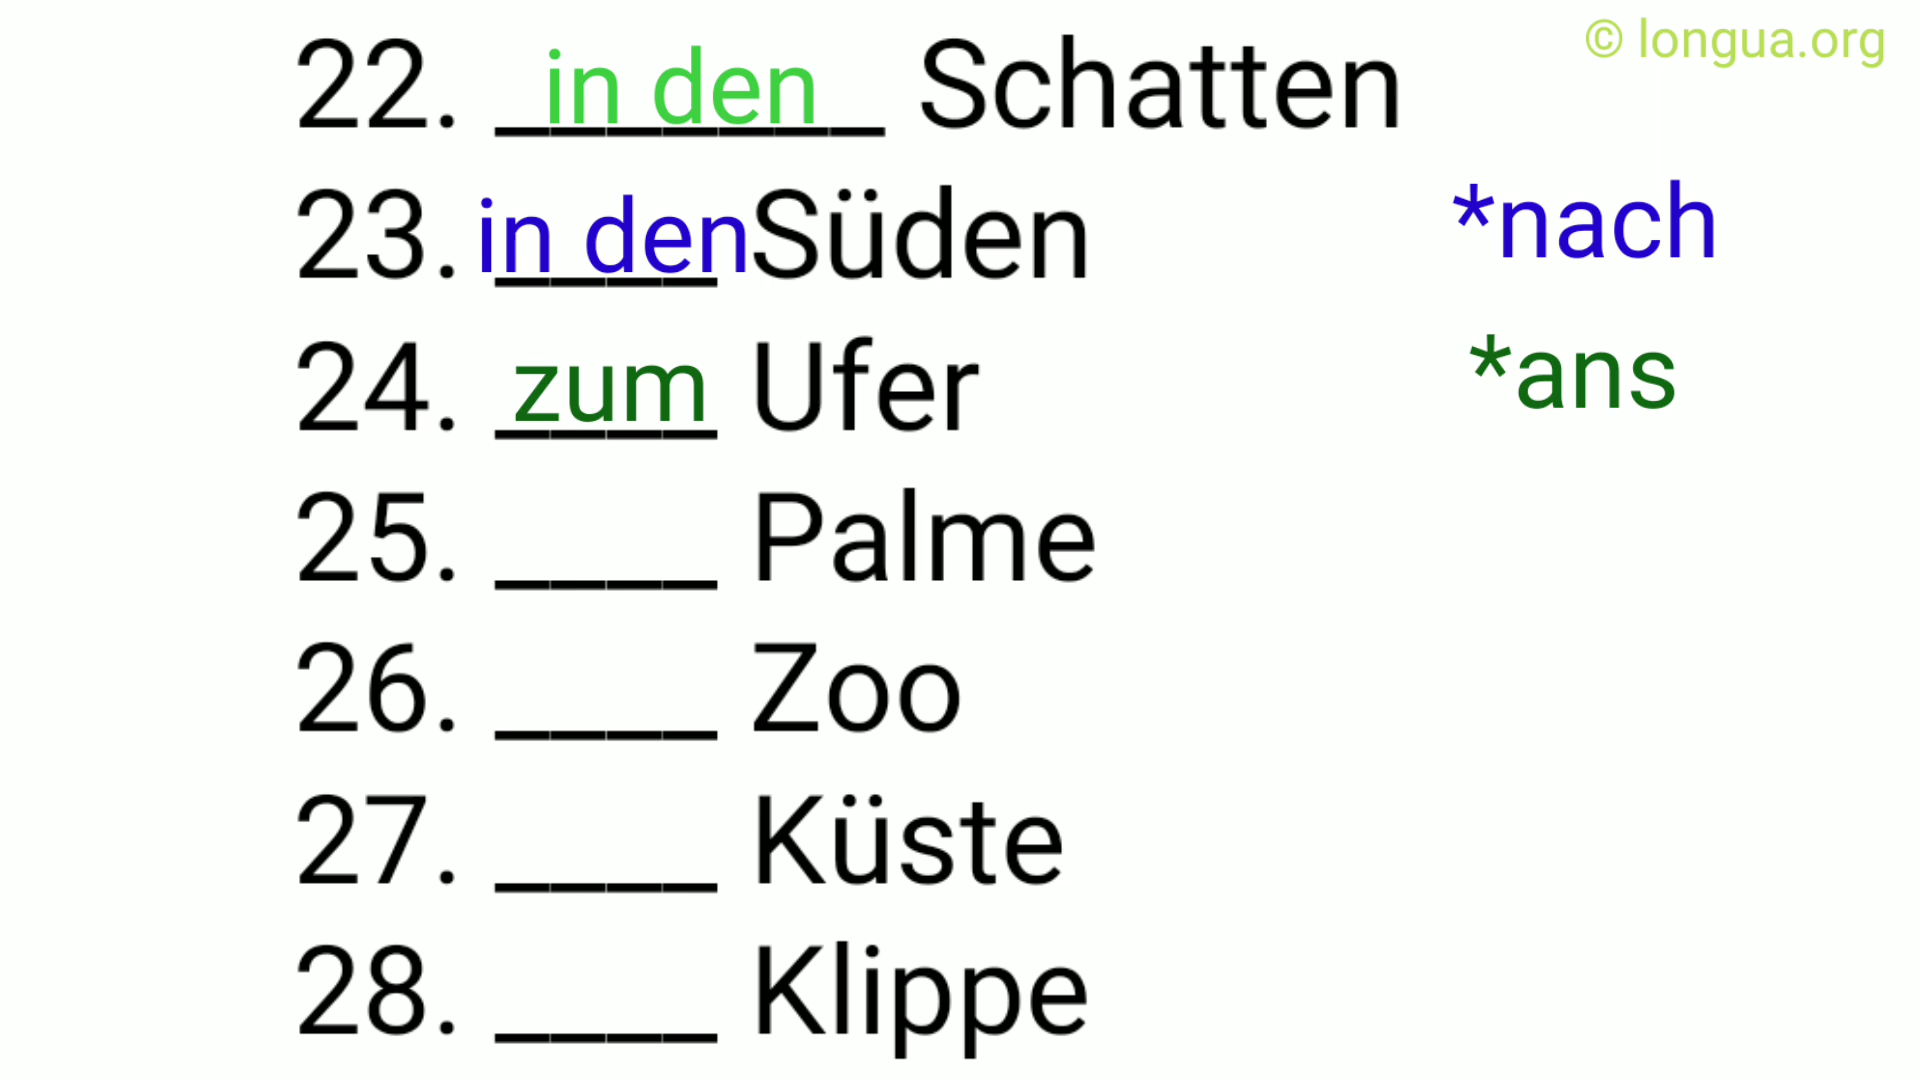 © longua.org
22. in den Schatten
23. in den Süden *nach
24. zum Ufer *ans
25. ____ Palme
26. ____ Zoo
27. ____ Küste
28. ____ Klippe